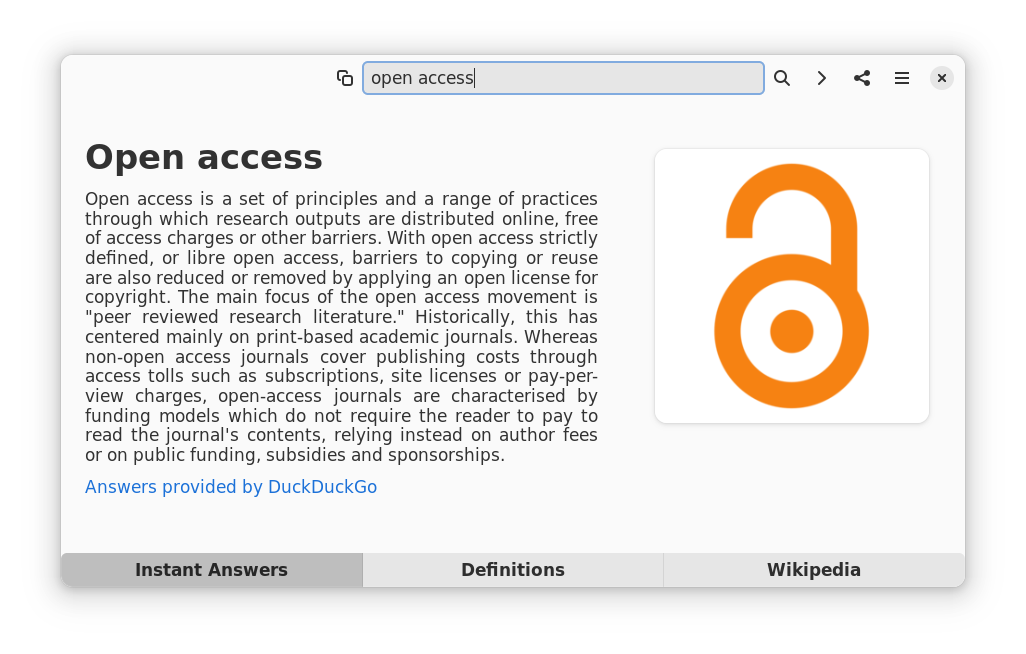 open access
Open access
Open access is a set of principles and a range of practices
through which research outputs are distributed online, free
of access charges or other barriers. With open access strictly
defined, or libre open access, barriers to copying or reuse
are also reduced or removed by applying an open license for
copyright. The main focus of the open access movement is
"peer reviewed research literature." Historically, this has
centered mainly on print-based academic journals. Whereas
non-open access journals cover publishing costs through
access tolls such as subscriptions, site licenses or pay-per-
view charges, open-access journals are characterised by
funding models which do not require the reader to pay to
read the journal's contents, relying instead on author fees
or on public funding, subsidies and sponsorships.
Answers provided by DuckDuckGo
Instant Answers
Definitions
Wikipedia